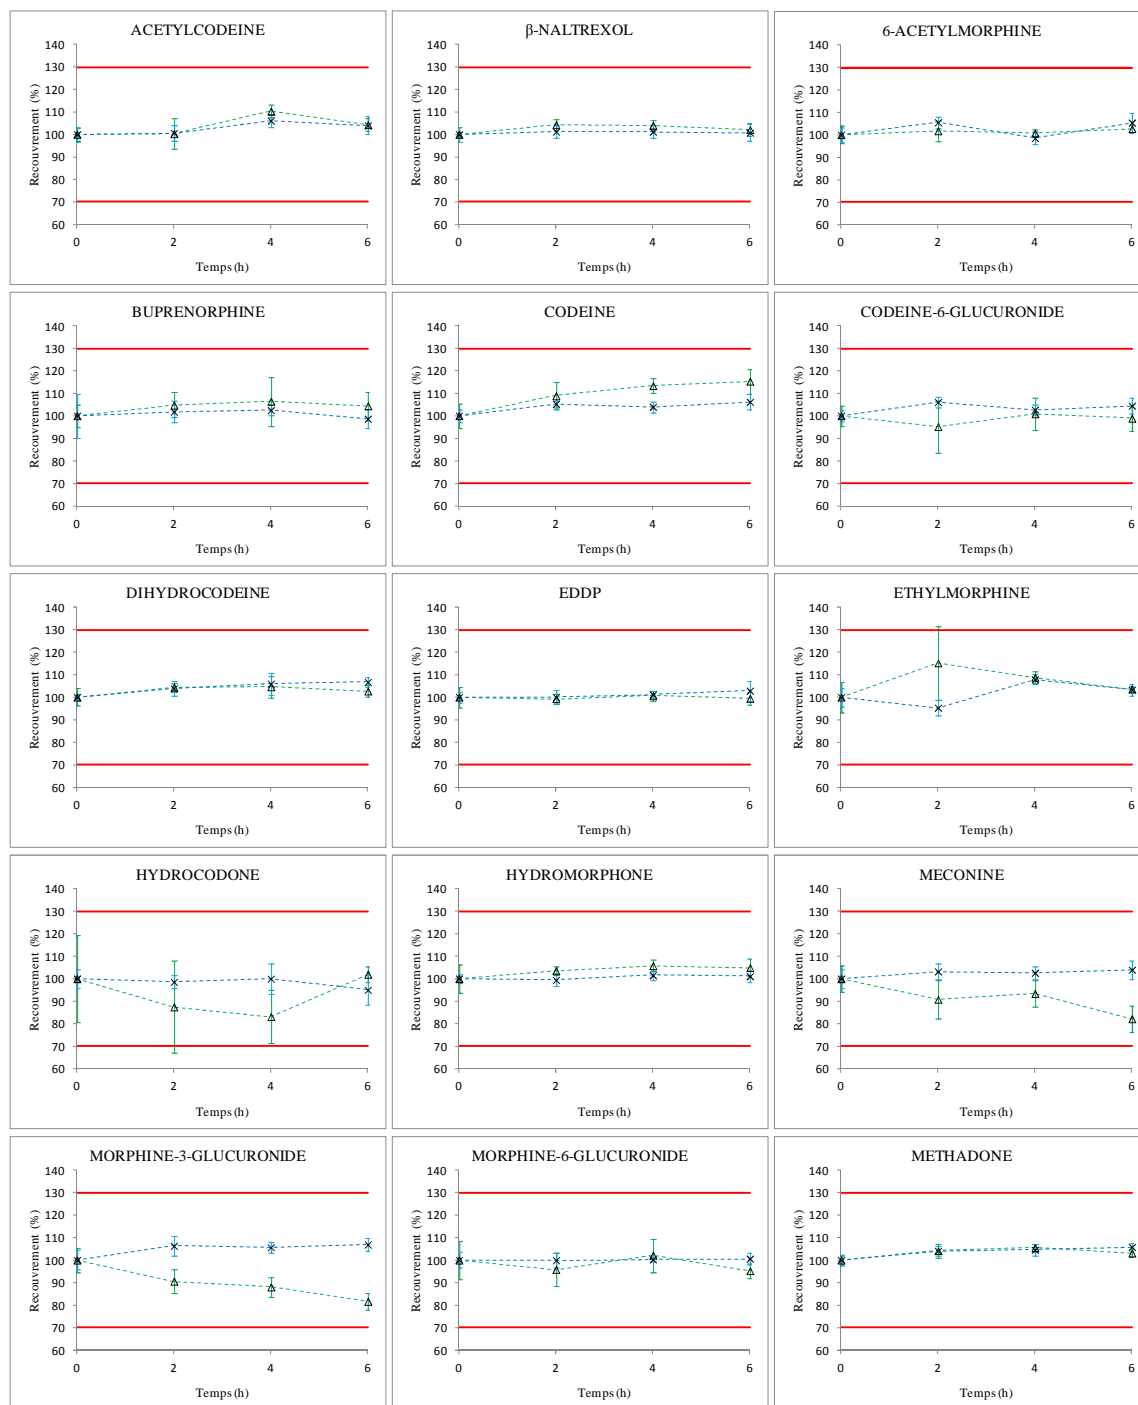 ACETYLCODEINE
Recouvrement (%)
140
130
120
110
100
90
80
70
60
0 2 4 6
Temps (h)
β-NALTREXOL
Recouvrement (%)
140
130
120
110
100
90
80
70
60
0 2 4 6
Temps (h)
6-ACETYLMORPHINE
Recouvrement (%)
140
130
120
110
100
90
80
70
60
0 2 4 6
Temps (h)
BUPRENORPHINE
Recouvrement (%)
140
130
120
110
100
90
80
70
60
0 2 4 6
Temps (h)
CODEINE
Recouvrement (%)
140
130
120
110
100
90
80
70
60
0 2 4 6
Temps (h)
CODEINE-6-GLUCURONIDE
Recouvrement (%)
140
130
120
110
100
90
80
70
60
0 2 4 6
Temps (h)
DIHYDROCODEINE
Recouvrement (%)
140
130
120
110
100
90
80
70
60
0 2 4 6
Temps (h)
EDDP
Recouvrement (%)
140
130
120
110
100
90
80
70
60
0 2 4 6
Temps (h)
ETHYLMORPHINE
Recouvrement (%)
140
130
120
110
100
90
80
70
60
0 2 4 6
Temps (h)
HYDROCODONE
Recouvrement (%)
140
130
120
110
100
90
80
70
60
0 2 4 6
Temps (h)
HYDROMORPHONE
Recouvrement (%)
140
130
120
110
100
90
80
70
60
0 2 4 6
Temps (h)
MECONINE
Recouvrement (%)
140
130
120
110
100
90
80
70
60
0 2 4 6
Temps (h)
MORPHINE-3-GLUCURONIDE
Recouvrement (%)
140
130
120
110
100
90
80
70
60
0 2 4 6
Temps (h)
MORPHINE-6-GLUCURONIDE
Recouvrement (%)
140
130
120
110
100
90
80
70
60
0 2 4 6
Temps (h)
METHADONE
Recouvrement (%)
140
130
120
110
100
90
80
70
60
0 2 4 6
Temps (h)